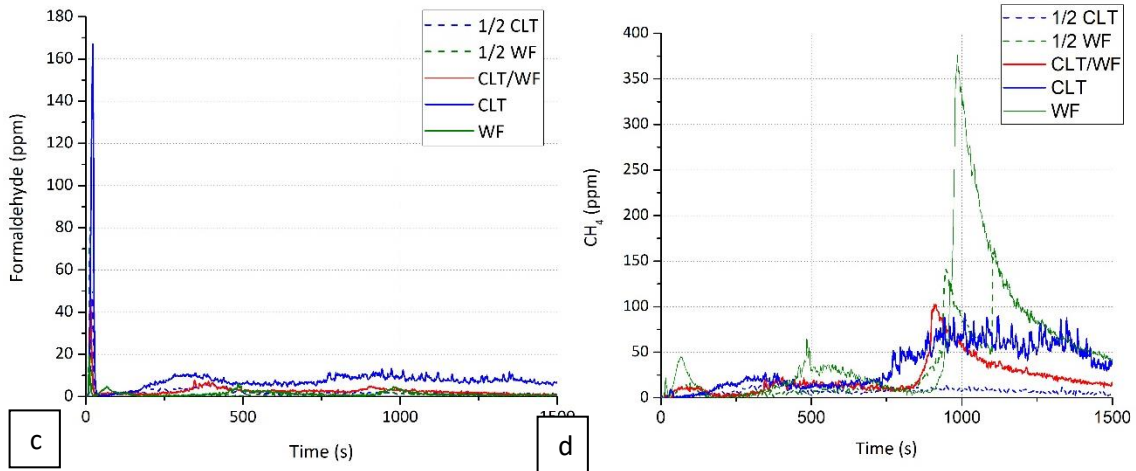 180
160
140
120
100
80
60
40
20
0
Formaldehyde (ppm)
1/2 CLT
1/2 WF
CLT/WF
CLT
WF
0
500
1000
1500
Time (s)
c
400
350
300
250
200
150
100
50
0
CH₄ (ppm)
1/2 CLT
1/2 WF
CLT/WF
CLT
WF
0
500
1000
1500
Time (s)
d